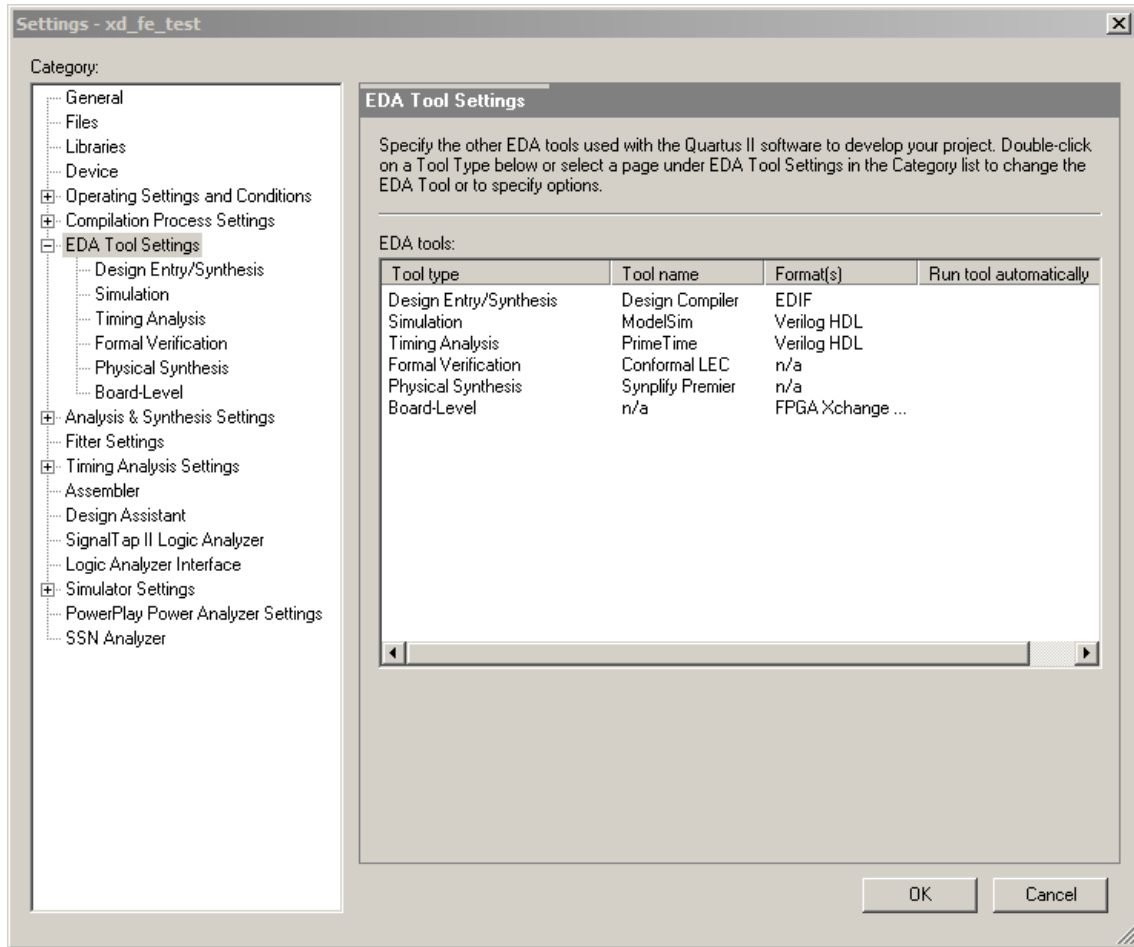 Settings - xd_fe_test
Category:
General
Files
Libraries
Device
Operating Settings and Conditions
Compilation Process Settings
EDA Tool Settings
Design Entry/Synthesis
Simulation
Timing Analysis
Formal Verification
Physical Synthesis
Board-Level
Analysis & Synthesis Settings
Fitter Settings
Timing Analysis Settings
Assembler
Design Assistant
SignalTap II Logic Analyzer
Logic Analyzer Interface
Simulator Settings
PowerPlay Power Analyzer Settings
SSN Analyzer
EDA Tool Settings
Specify the other EDA tools used with the Quartus II software to develop your project. Double-click
on a Tool Type below or select a page under EDA Tool Settings in the Category list to change the
EDA Tool or to specify options.
EDA tools:
Tool type Tool name Format(s) Run tool automatically
Design Entry/Synthesis Design Compiler EDIF
Simulation ModelSim Verilog HDL
Timing Analysis PrimeTime Verilog HDL
Formal Verification Conformal LEC n/a
Physical Synthesis Synplify Premier n/a
Board-Level n/a FPGA Xchange ...
OK Cancel